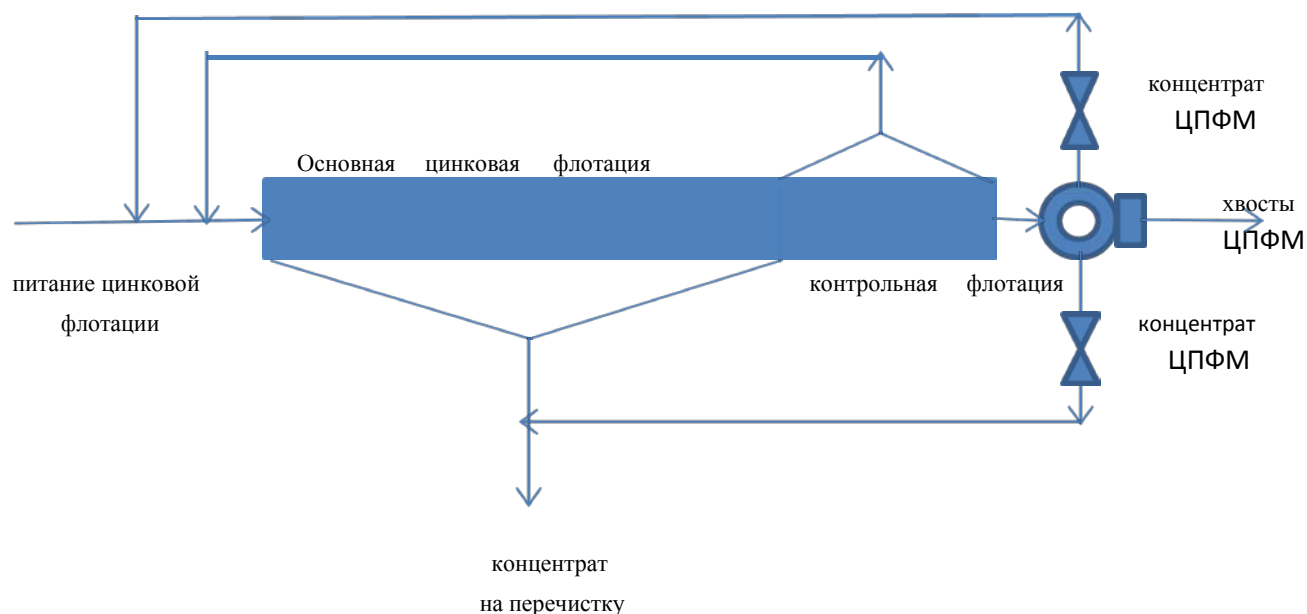 концентрат
ЦПФМ
Основная цинковая флотация
хвосты
ЦПФМ
питание цинковой
флотации
контрольная флотация
концентрат
ЦПФМ
концентрат
на перечистку